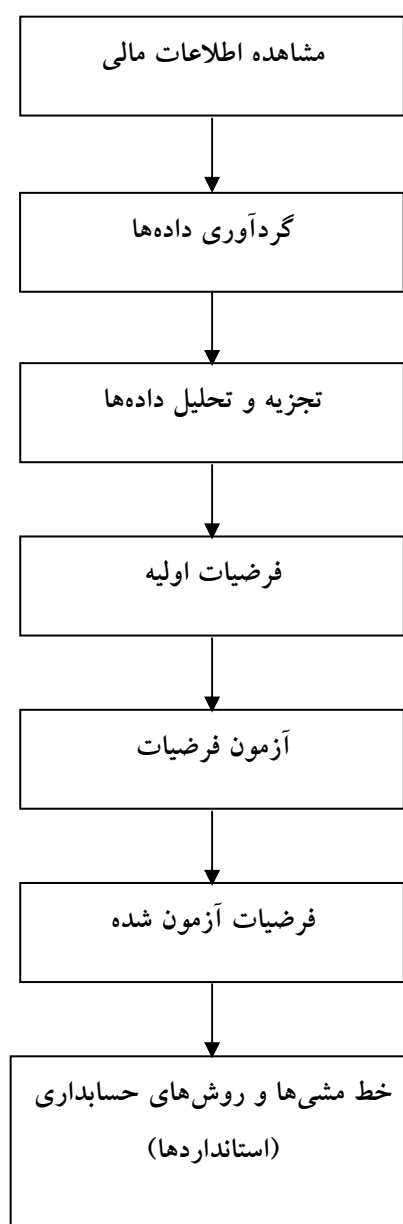 مشاهده اطلاعات مالی
گردآوری داده‌ها
تجزیه و تحلیل داده‌ها
فرضیات اولیه
آزمون فرضیات
فرضیات آزمون شده
خط مشی‌ها و روش‌های حسابداری
(استانداردها)